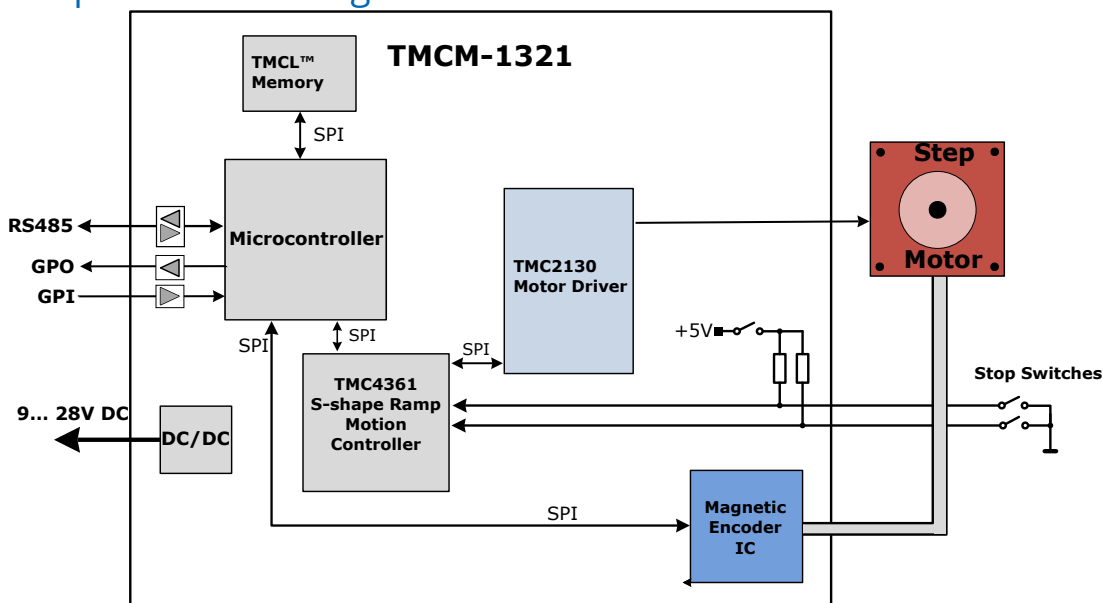 TMCM-1321
TMCL™
Memory
SPI
Step
Motor
RS485
GPO
GPI
Microcontroller
TMC2130
Motor Driver
+5V
SPI
SPI
SPI
Stop Switches
TMC4361
S-shape Ramp
Motion
Controller
9... 28V DC
DC/DC
SPI
Magnetic
Encoder
IC